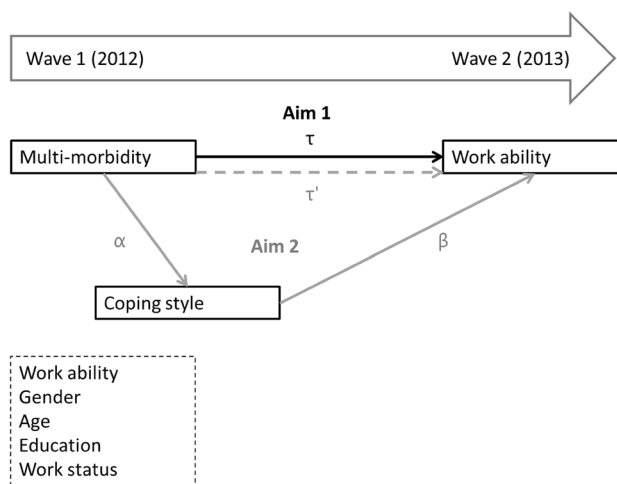 Wave 1 (2012) Wave 2 (2013)
Aim 1
τ
Multi-morbidity Work ability
τ'
α Aim 2 β
Coping style
Work ability
Gender
Age
Education
Work status